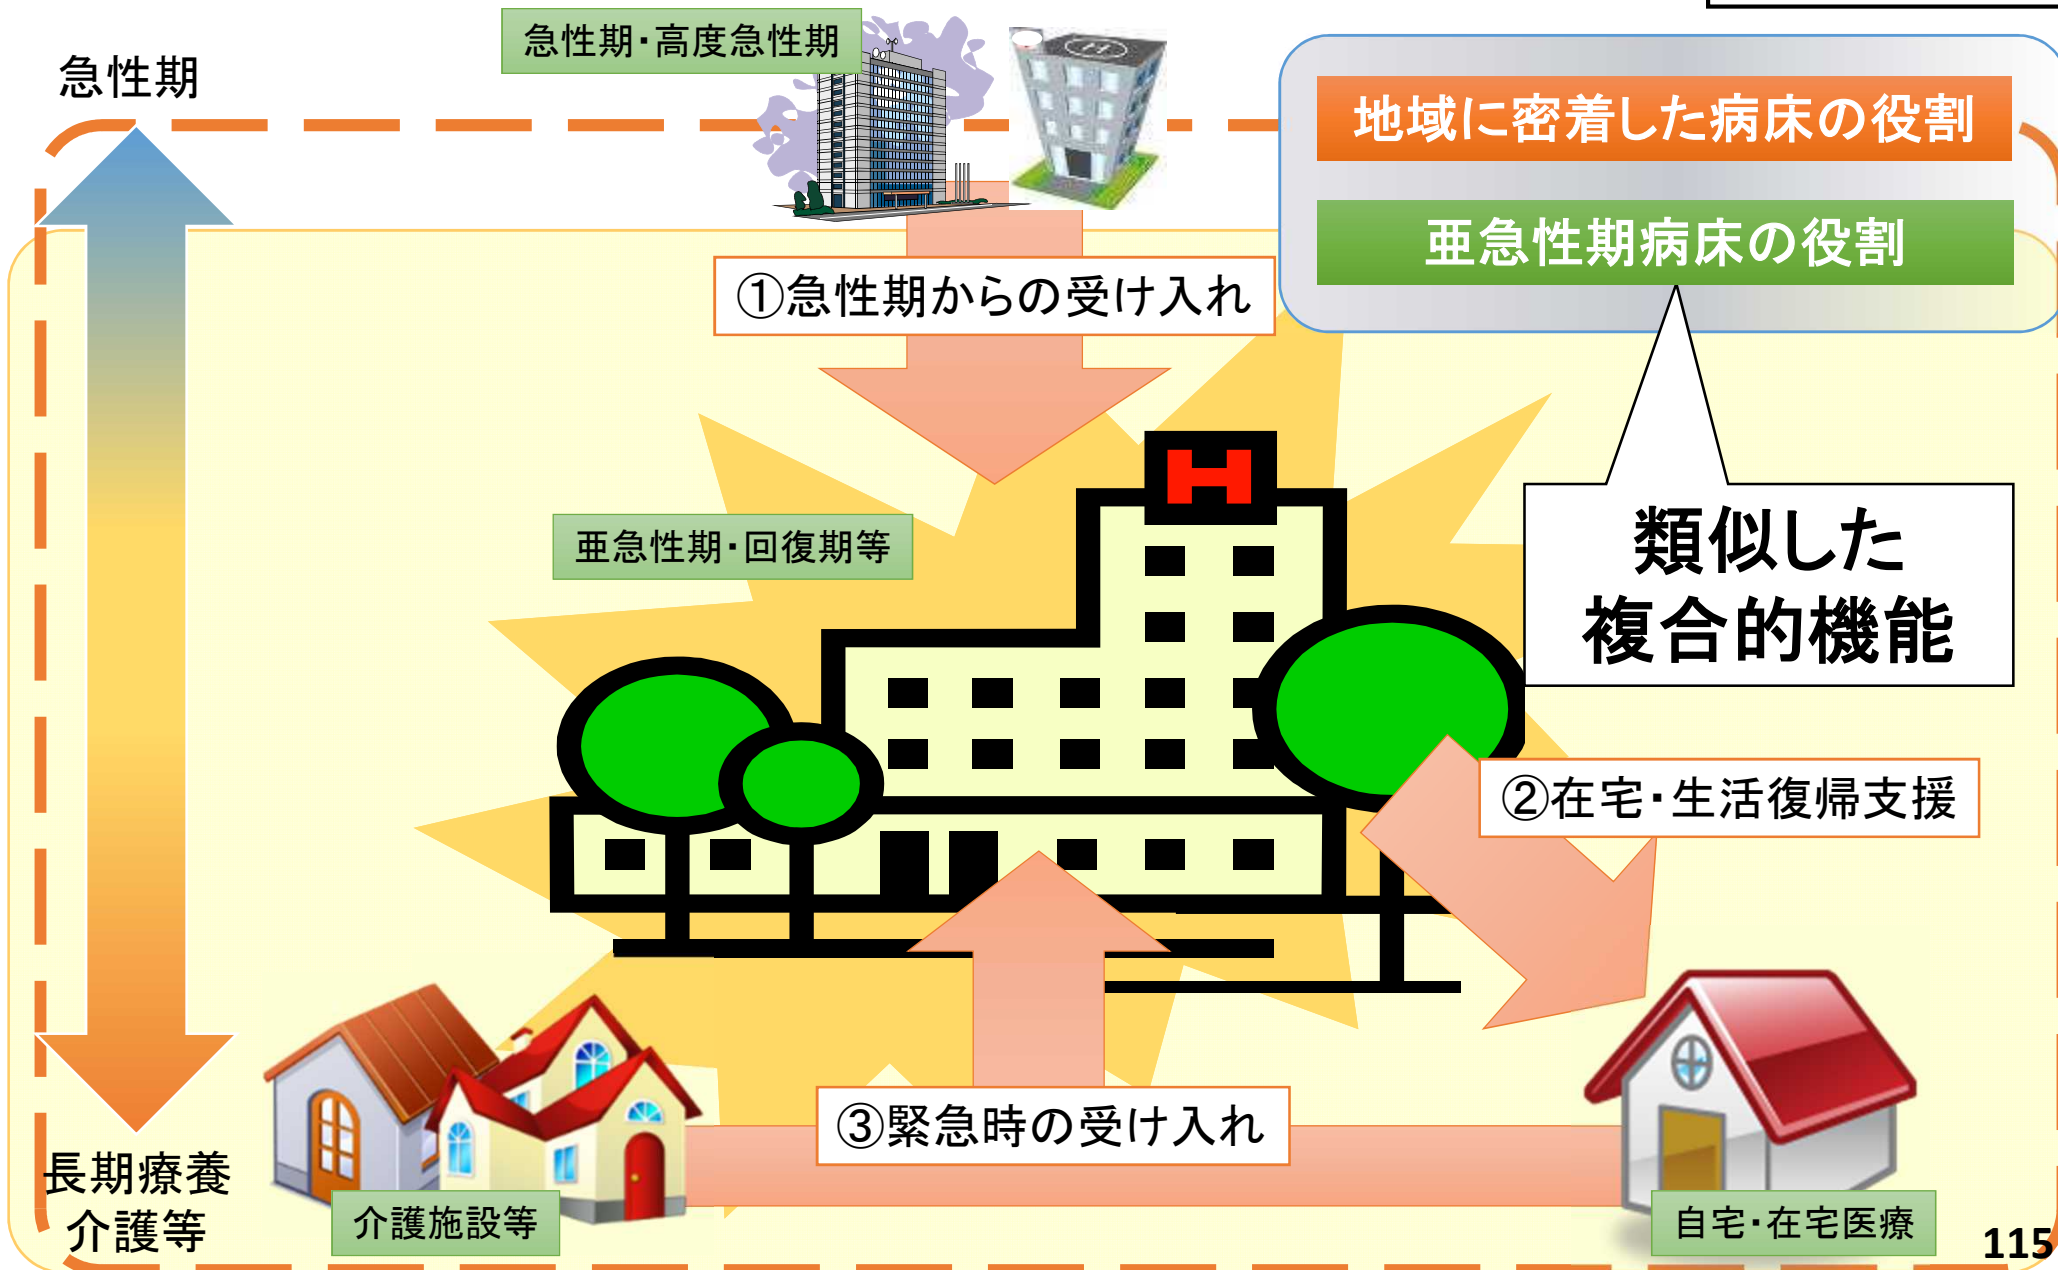 急性期・高度急性期
急性期
地域に密着した病床の役割
亜急性期病床の役割
①急性期からの受け入れ
H
亜急性期・回復期等
類似した
複合的機能
②在宅・生活復帰支援
③緊急時の受け入れ
長期療養
介護等
介護施設等
自宅・在宅医療
115